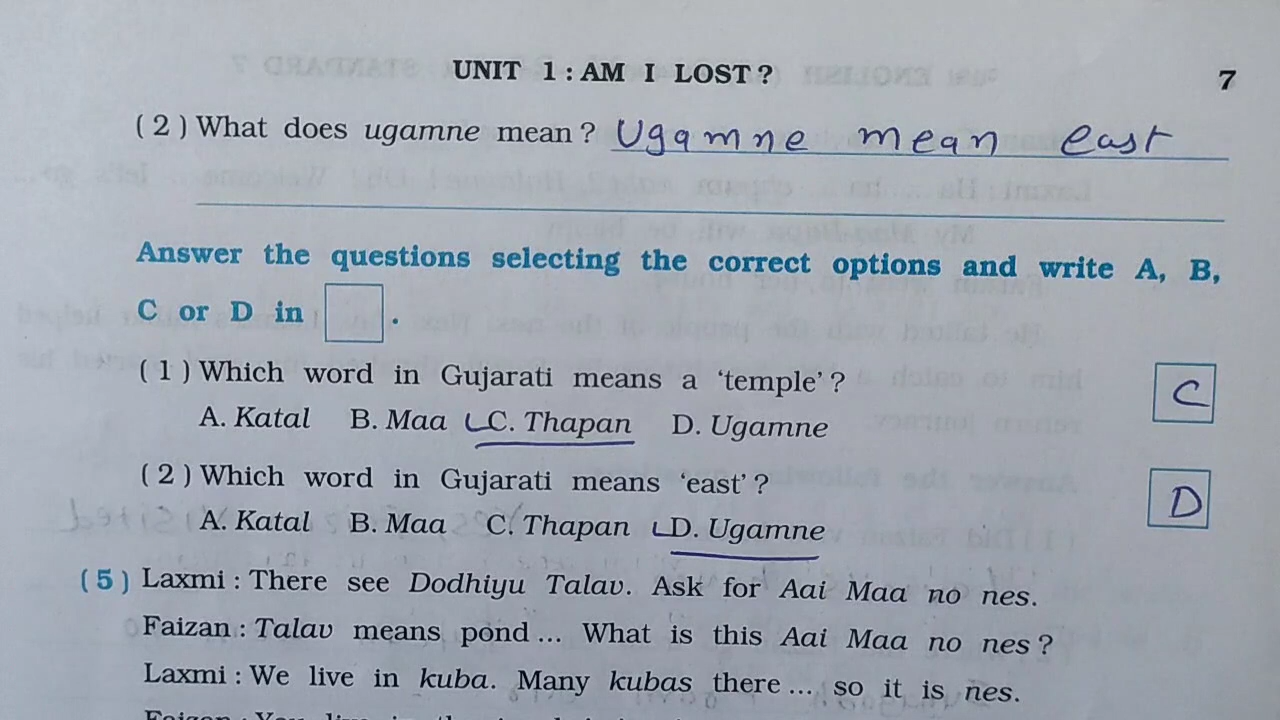 UNIT 1 : AM I LOST ?
7
( 2 ) What does ugamne mean ? Ugamne mean east
Answer the questions selecting the correct options and write A, B,
C or D in .
( 1 ) Which word in Gujarati means a ‘temple’ ? C
A. Katal B. Maa C. Thapan D. Ugamne
( 2 ) Which word in Gujarati means ‘east’ ? D
A. Katal B. Maa C. Thapan D. Ugamne
( 5 ) Laxmi : There see Dodhiyu Talav. Ask for Aai Maa no nes.
Faizan : Talav means pond ... What is this Aai Maa no nes ?
Laxmi : We live in kuba. Many kubas there ... so it is nes.